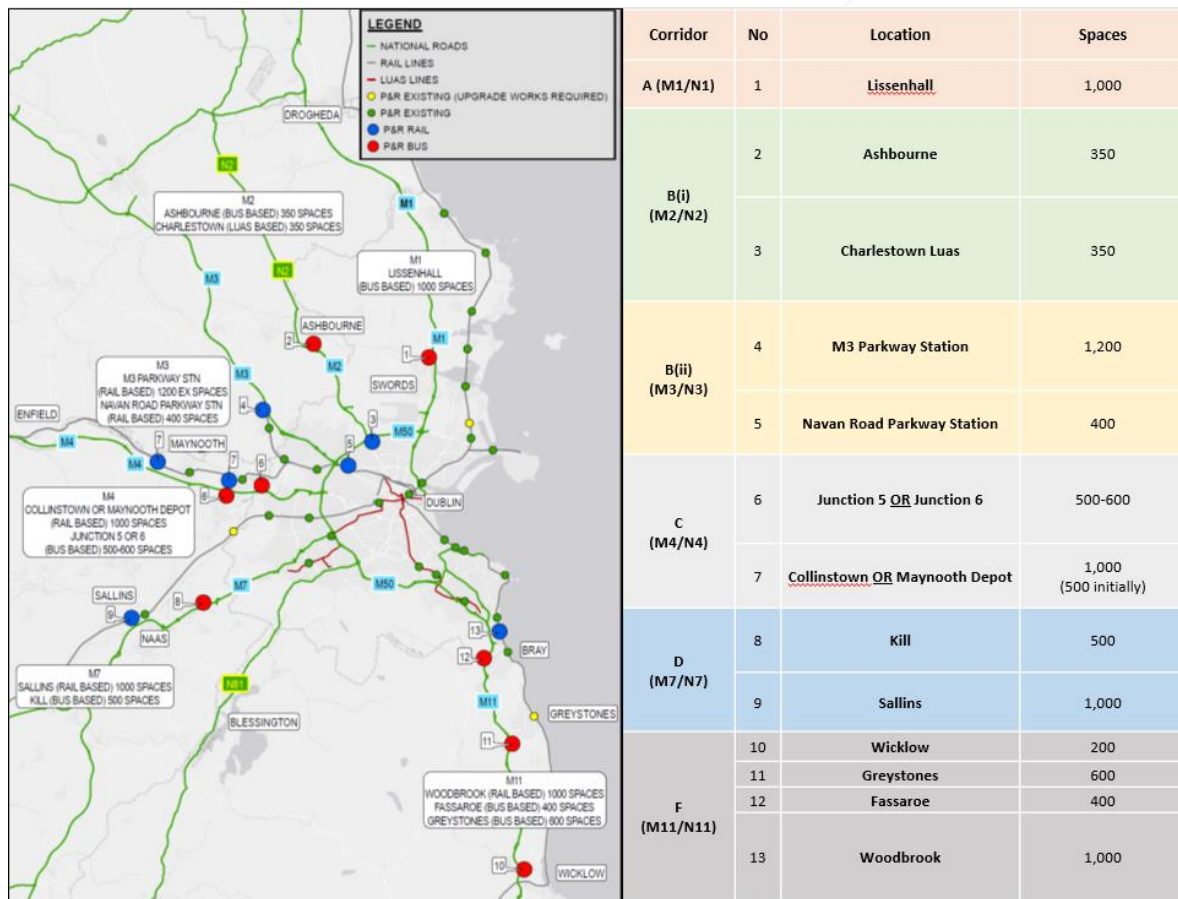 LEGEND
NATIONAL ROADS
RAIL LINES
LUAS LINES
P&R EXISTING (UPGRADE WORKS REQUIRED)
P&R EXISTING
P&R RAIL
P&R BUS
DROGHEDA
N2
M2
ASHBOURNE (BUS BASED) 350 SPACES
CHARLESTOWN (LUAS BASED) 350 SPACES
M1
M1
LISSENHALL
(BUS BASED) 1000 SPACES
M3
N2
ASHBOURNE
2
1
M1
M2
SWORDS
M3
M3 PARKWAY STN
(RAIL BASED) 1200 EX SPACES
NAVAN ROAD PARKWAY STN
(RAIL BASED) 400 SPACES
M3
4
3
M50
ENFIELD
M4
MAYNOOTH
7
M4
7
6
5
6
DUBLIN
M4
COLLINSTOWN OR MAYNOOTH DEPOT
(RAIL BASED) 1000 SPACES
JUNCTION 5 OR 6
(BUS BASED) 500-600 SPACES
M7
M50
SALLINS
8
9
NAAS
13
BRAY
12
M7
SALLINS (RAIL BASED) 1000 SPACES
KILL (BUS BASED) 500 SPACES
N81
M11
BLESSINGTON
GREYSTONES
11
M11
WOODBROOK (RAIL BASED) 1000 SPACES
FASSAROE (BUS BASED) 400 SPACES
GREYSTONES (BUS BASED) 600 SPACES
10
WICKLOW
Corridor No Location Spaces
A (M1/N1) 1 Lissenhall 1,000
B(i)
(M2/N2)
2 Ashbourne 350
3 Charlestown Luas 350
B(ii)
(M3/N3)
4 M3 Parkway Station 1,200
5 Navan Road Parkway Station 400
C
(M4/N4)
6 Junction 5 OR Junction 6 500-600
7 Collinstown OR Maynooth Depot 1,000
(500 initially)
D
(M7/N7)
8 Kill 500
9 Sallins 1,000
F
(M11/N11)
10 Wicklow 200
11 Greystones 600
12 Fassaroe 400
13 Woodbrook 1,000